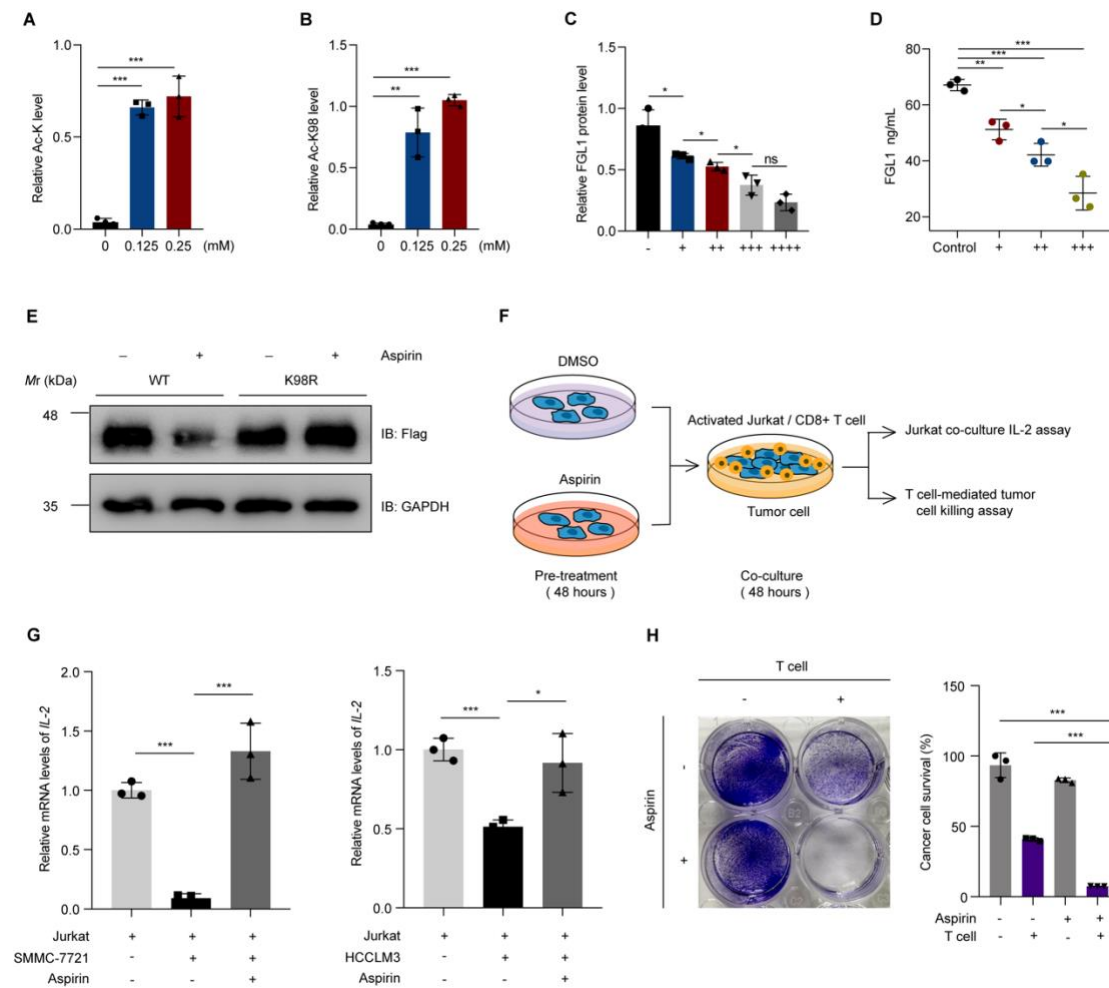 A
Relative Ac-K level
1.0
0.5
0.0
***
***
0 0.125 0.25 (mM)
B
Relative Ac-K98 level
1.5
1.0
0.5
0.0
***
**
0 0.125 0.25 (mM)
C
Relative FGL1 protein level
1.5
1.0
0.5
0.0
*
*
*
ns
- + ++ +++ ++++
D
FGL1 ng/mL
80
60
40
20
***
***
**
*
*
Control + ++ +++
E
− + − + Aspirin
Mr (kDa) WT K98R
48
IB: Flag
35
IB: GAPDH
F
DMSO
Aspirin
Pre-treatment
( 48 hours )
Activated Jurkat / CD8+ T cell
Tumor cell
Co-culture
( 48 hours )
Jurkat co-culture IL-2 assay
T cell-mediated tumor
cell killing assay
G
Relative mRNA levels of IL-2
2.0
1.5
1.0
0.5
0.0
***
***
Jurkat + + +
SMMC-7721 - + +
Aspirin - - +
Relative mRNA levels of IL-2
1.5
1.0
0.5
0.0
***
*
Jurkat + + +
HCCLM3 - + +
Aspirin - - +
H
T cell
- +
Aspirin
-
+
B2
Cancer cell survival (%)
150
100
50
0
***
***
Aspirin - - + +
T cell - + - +